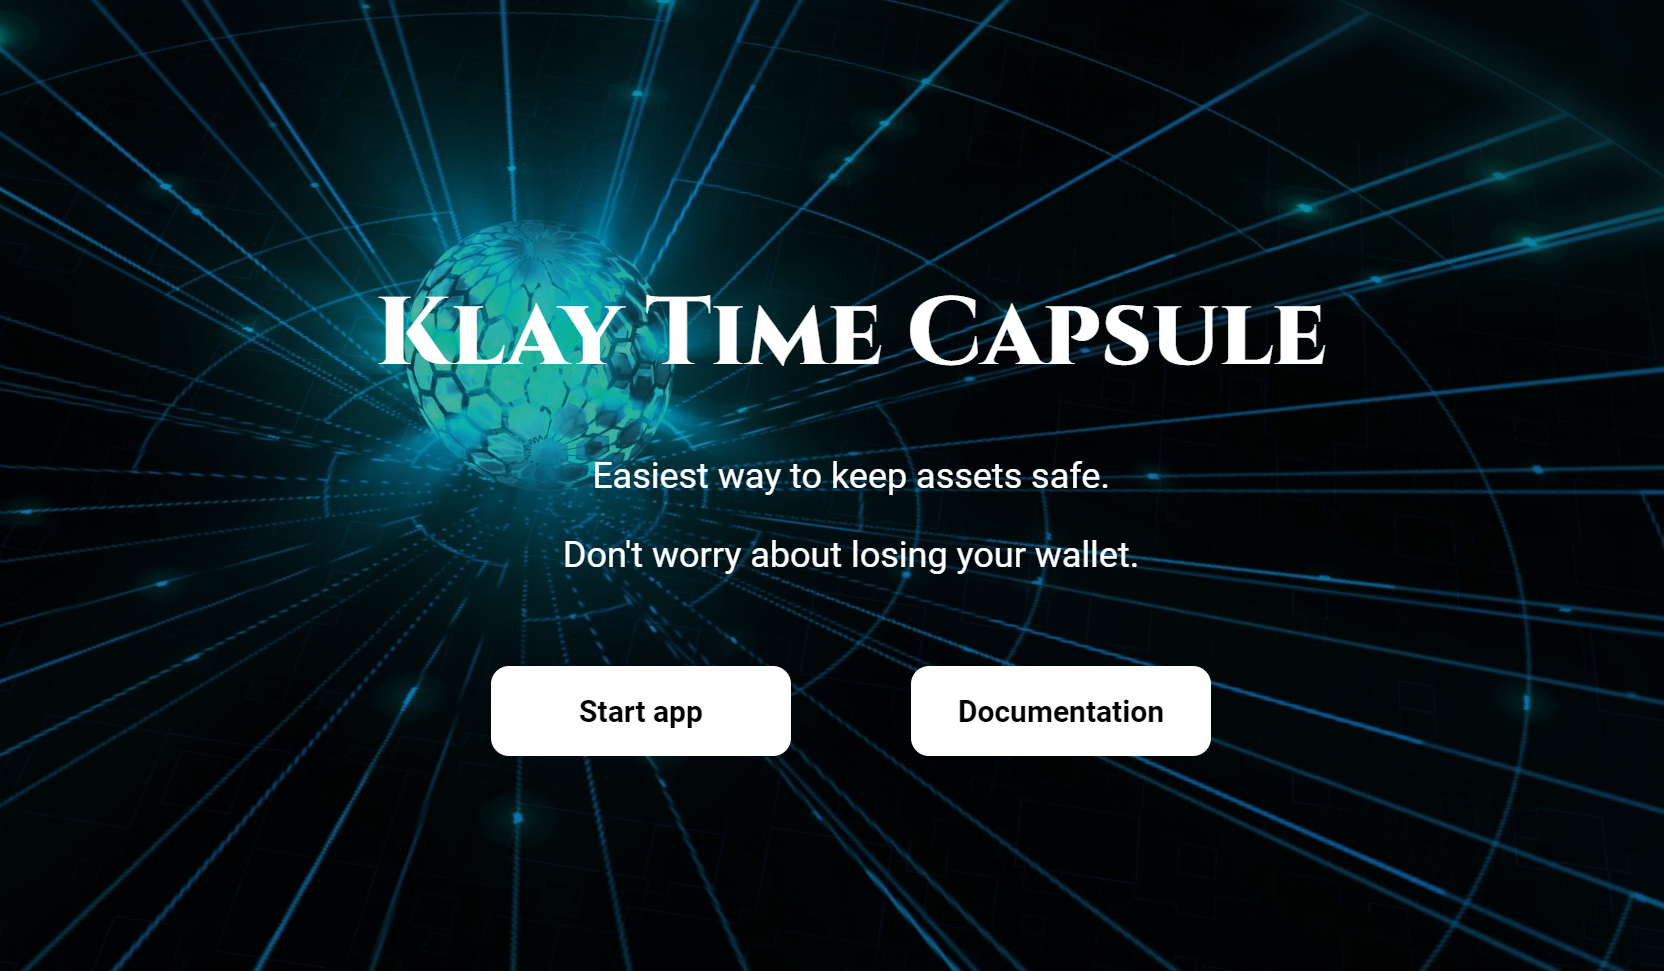 Klay Time Capsule
Easiest way to keep assets safe.
Don't worry about losing your wallet.
Start app
Documentation